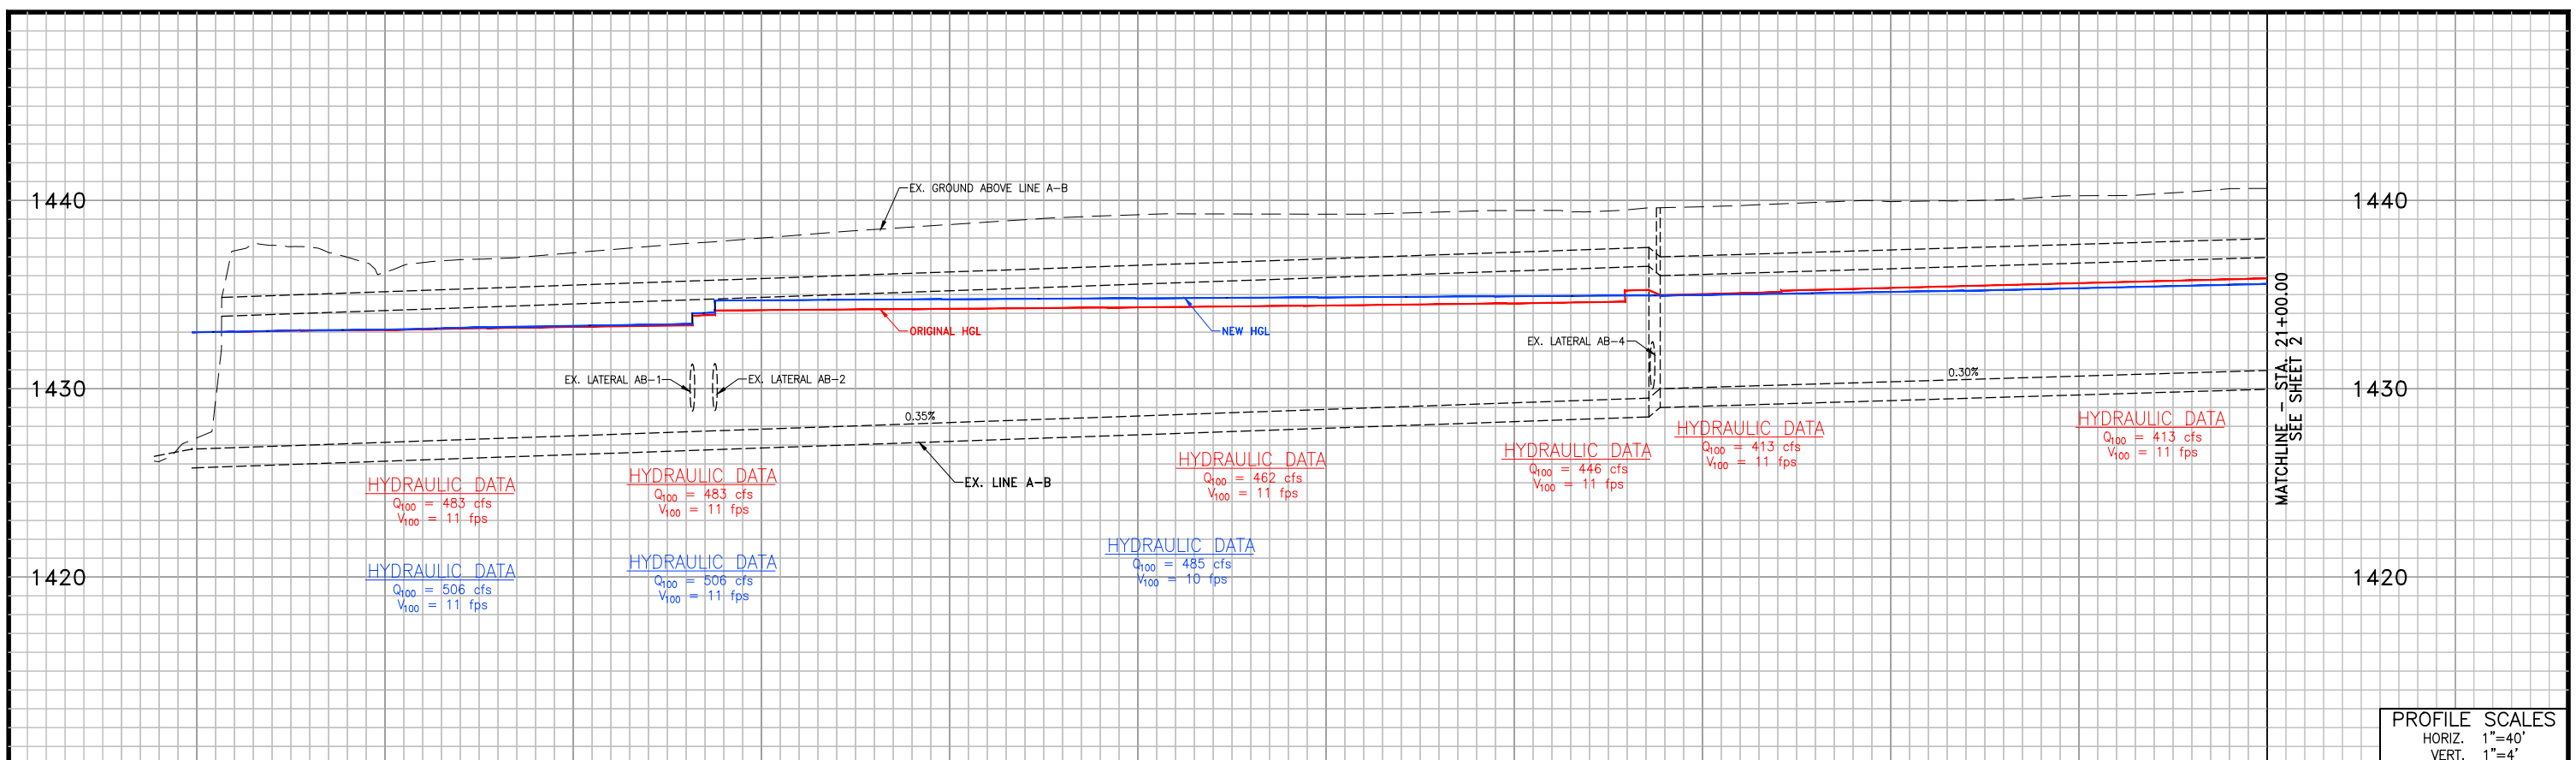 1440
1440
EX. GROUND ABOVE LINE A-B
ORIGINAL HGL
NEW HGL
EX. LATERAL AB-4
EX. LATERAL AB-1
EX. LATERAL AB-2
1430
1430
0.35%
0.30%
MATCHLINE - STA. 21+00.00
SEE SHEET 2
EX. LINE A-B
HYDRAULIC DATA
Q100 = 483 cfs
V100 = 11 fps
HYDRAULIC DATA
Q100 = 483 cfs
V100 = 11 fps
HYDRAULIC DATA
Q100 = 462 cfs
V100 = 11 fps
HYDRAULIC DATA
Q100 = 446 cfs
V100 = 11 fps
HYDRAULIC DATA
Q100 = 413 cfs
V100 = 11 fps
HYDRAULIC DATA
Q100 = 413 cfs
V100 = 11 fps
1420
1420
HYDRAULIC DATA
Q100 = 506 cfs
V100 = 11 fps
HYDRAULIC DATA
Q100 = 506 cfs
V100 = 11 fps
HYDRAULIC DATA
Q100 = 485 cfs
V100 = 10 fps
PROFILE SCALES
HORIZ. 1"=40'
VERT. 1"=4'